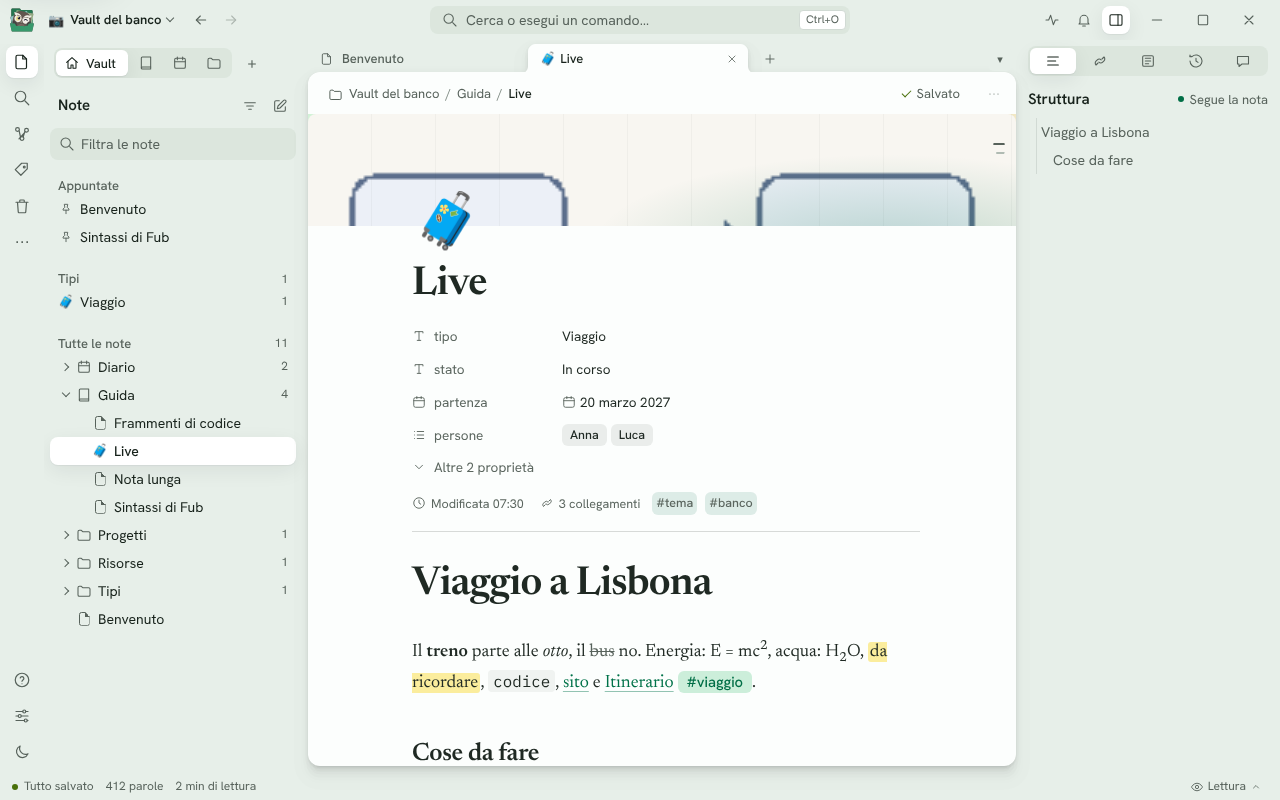 Vault del banco
Cerca o esegui un comando...
Ctrl+O
Vault
Benvenuto
Live
Note
Filtra le note
Appuntate
Benvenuto
Sintassi di Fub
Tipi 1
Viaggio 1
Tutte le note 11
Diario 2
Guida 4
Frammenti di codice
Live
Nota lunga
Sintassi di Fub
Progetti 1
Risorse 1
Tipi 1
Benvenuto
Vault del banco / Guida / Live
Salvato
Live
tipo Viaggio
stato In corso
partenza 20 marzo 2027
persone Anna Luca
Altre 2 proprietà
Modificata 07:30 3 collegamenti #tema #banco
Viaggio a Lisbona
Il treno parte alle otto, il bus no. Energia: E = mc², acqua: H₂O, da
ricordare, codice, sito e Itinerario #viaggio.
Cose da fare
Struttura Segue la nota
Viaggio a Lisbona
Cose da fare
Tutto salvato 412 parole 2 min di lettura
Lettura